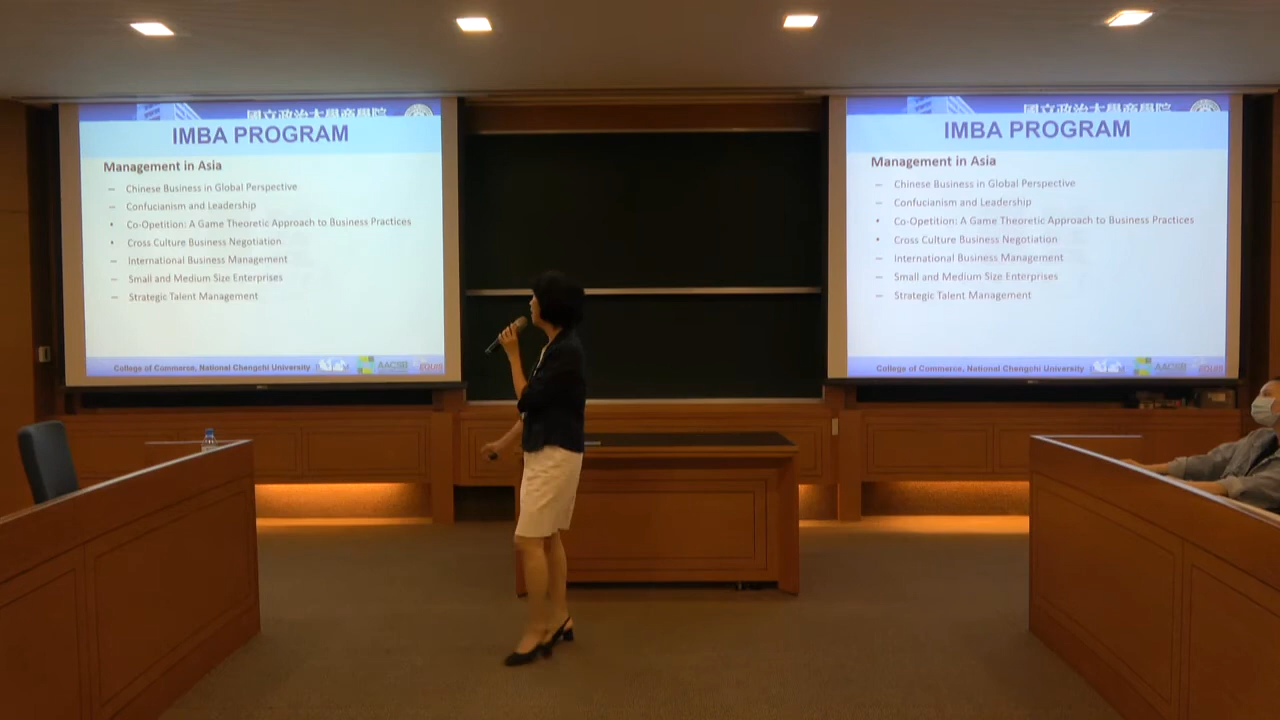 國立政治大學商學院
IMBA PROGRAM
Management in Asia
– Chinese Business in Global Perspective
– Confucianism and Leadership
• Co-Opetition: A Game Theoretic Approach to Business Practices
• Cross Culture Business Negotiation
– International Business Management
– Small and Medium Size Enterprises
– Strategic Talent Management
College of Commerce, National Chengchi University
AACSB
EQUIS
國立政治大學商學院
IMBA PROGRAM
Management in Asia
– Chinese Business in Global Perspective
– Confucianism and Leadership
• Co-Opetition: A Game Theoretic Approach to Business Practices
• Cross Culture Business Negotiation
– International Business Management
– Small and Medium Size Enterprises
– Strategic Talent Management
College of Commerce, National Chengchi University
AACSB
EQUIS